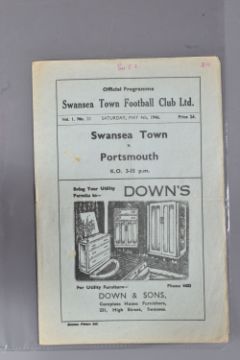 Official Programme
Swansea Town Football Club Ltd.
Vol. 1. No. SATURDAY, MAY 4th, 1946. Price 2d.
Swansea Town
v
Portsmouth
K.O. 3-15 p.m.
Bring Your Utility
Permits to—
DOWN'S
For Utility Furniture— Phone
DOWN & SONS,
Complete House Furnishers,
231, High Street, Swansea.